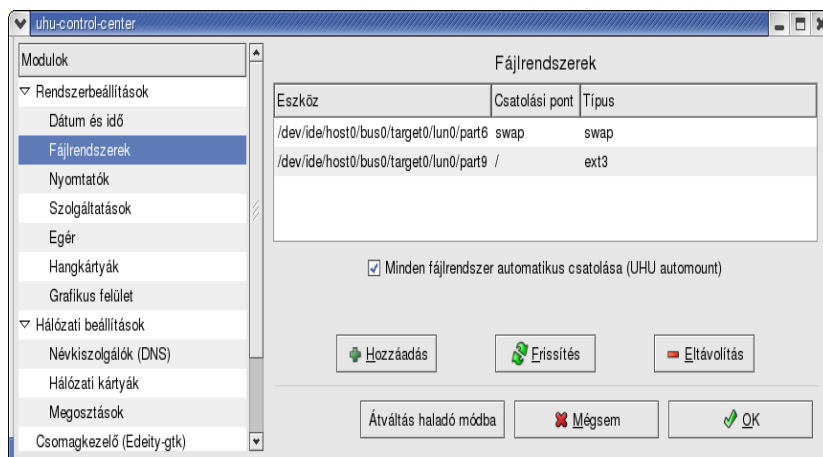 uhu-control-center
Modulok
Rendszerbeállítások
Dátum és idő
Fájlrendszerek
Nyomtatók
Szolgáltatások
Egér
Hangkártyák
Grafikus felület
Hálózati beállítások
Névkiszolgálók (DNS)
Hálózati kártyák
Megosztások
Csomagkezelő (Edeity-gtk)
Fájlrendszerek
Eszköz Csatolási pont Típus
/dev/ide/host0/bus0/target0/lun0/part6 swap swap
/dev/ide/host0/bus0/target0/lun0/part9 / ext3
Minden fájlrendszer automatikus csatolása (UHU automount)
Hozzáadás Frissítés Eltávolítás
Átváltás haladó módba Mégsem OK